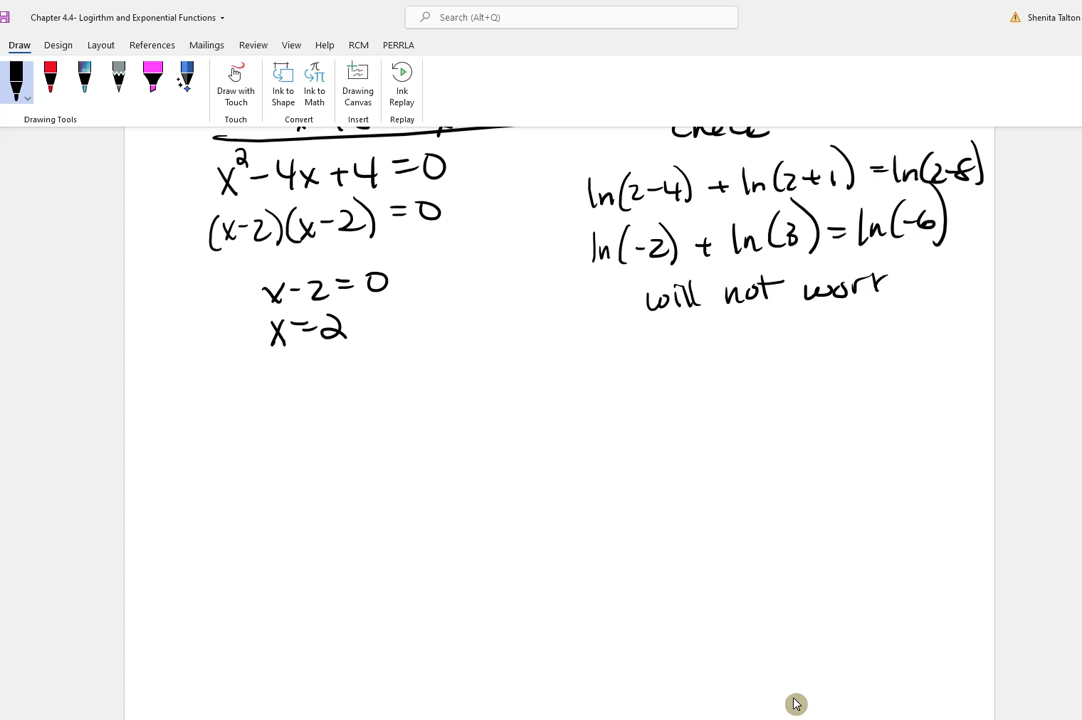 Chapter 4.4- Logirthm and Exponential Functions
Search (Alt+Q)
Shenita Talton
Draw Design Layout References Mailings Review View Help RCM PERRLA
Draw with Touch
Ink to Shape
Ink to Math
Drawing Canvas
Ink Replay
Drawing Tools Touch Convert Insert Replay
check
x² - 4x + 4 = 0
(x-2)(x-2) = 0
x - 2 = 0
x = 2
ln(2-4) + ln(2+1) = ln(2-8)
ln(-2) + ln(3) = ln(-6)
will not work